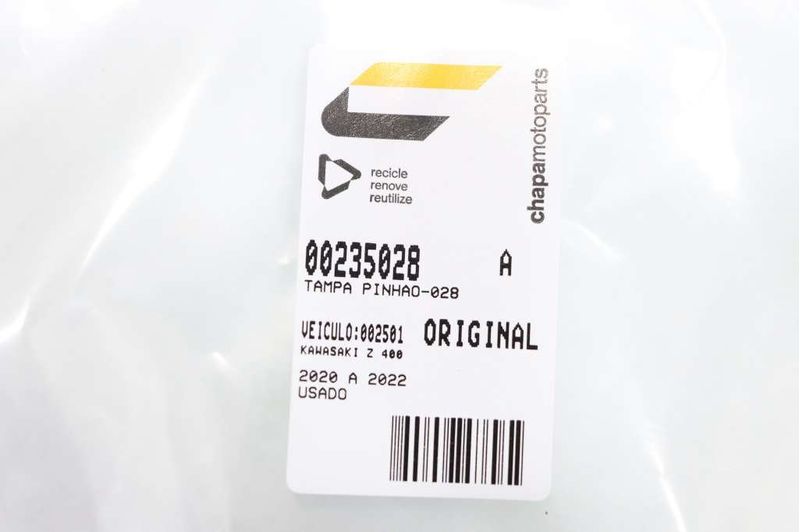 chapamotoparts
recicle
renove
reutilize
00235028 A
TAMPA PINHAO-028
VEICULO:002501 ORIGINAL
KAWASAKI Z 400
2020 A 2022
USADO